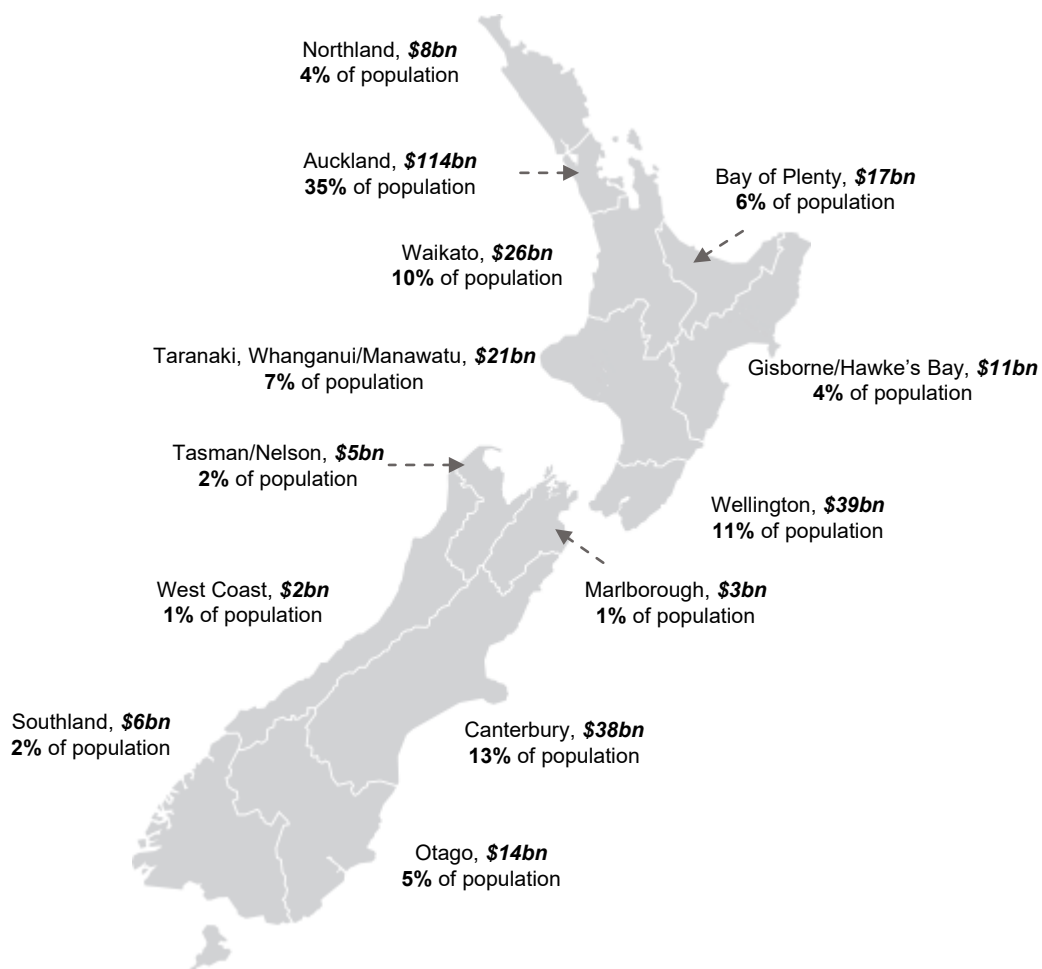 Northland, $8bn
4% of population
Auckland, $114bn
35% of population
Bay of Plenty, $17bn
6% of population
Waikato, $26bn
10% of population
Taranaki, Whanganui/Manawatu, $21bn
7% of population
Gisborne/Hawke’s Bay, $11bn
4% of population
Tasman/Nelson, $5bn
2% of population
Wellington, $39bn
11% of population
West Coast, $2bn
1% of population
Marlborough, $3bn
1% of population
Southland, $6bn
2% of population
Canterbury, $38bn
13% of population
Otago, $14bn
5% of population